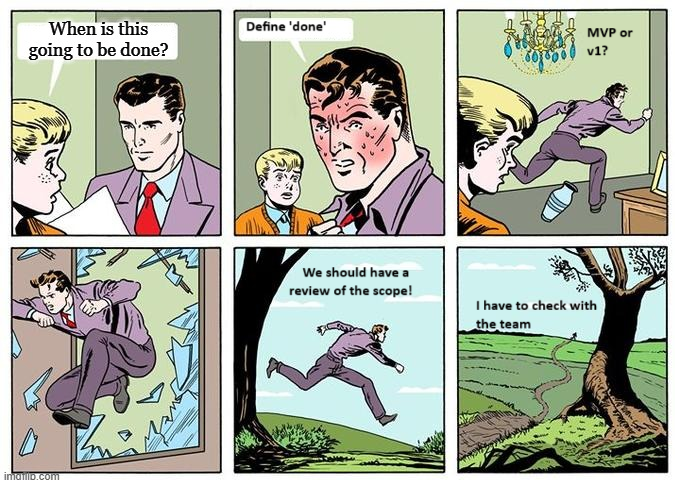 When is this
going to be done?
Define 'done'
MVP or
v1?
We should have a
review of the scope!
I have to check with
the team
imgflip.com